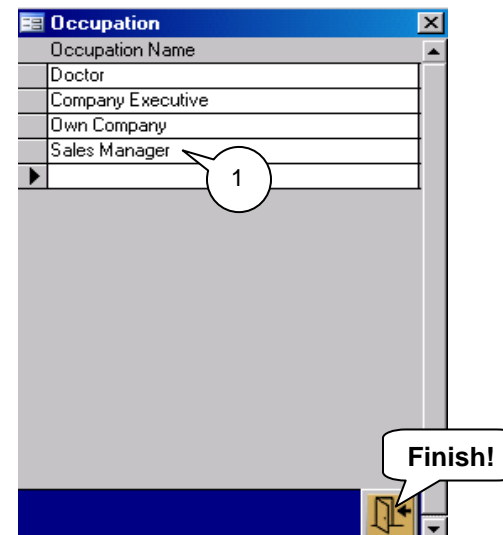 Occupation
Occupation Name
Doctor
Company Executive
Own Company
Sales Manager
1
Finish!